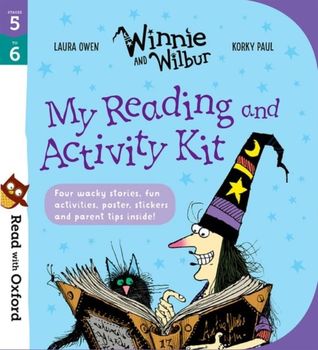 STAGES
5
TO
6
LAURA OWEN
Winnie
AND Wilbur
KORKY PAUL
My Reading and
Activity Kit
Four wacky stories, fun
activities, poster, stickers
and parent tips inside!
Read with Oxford